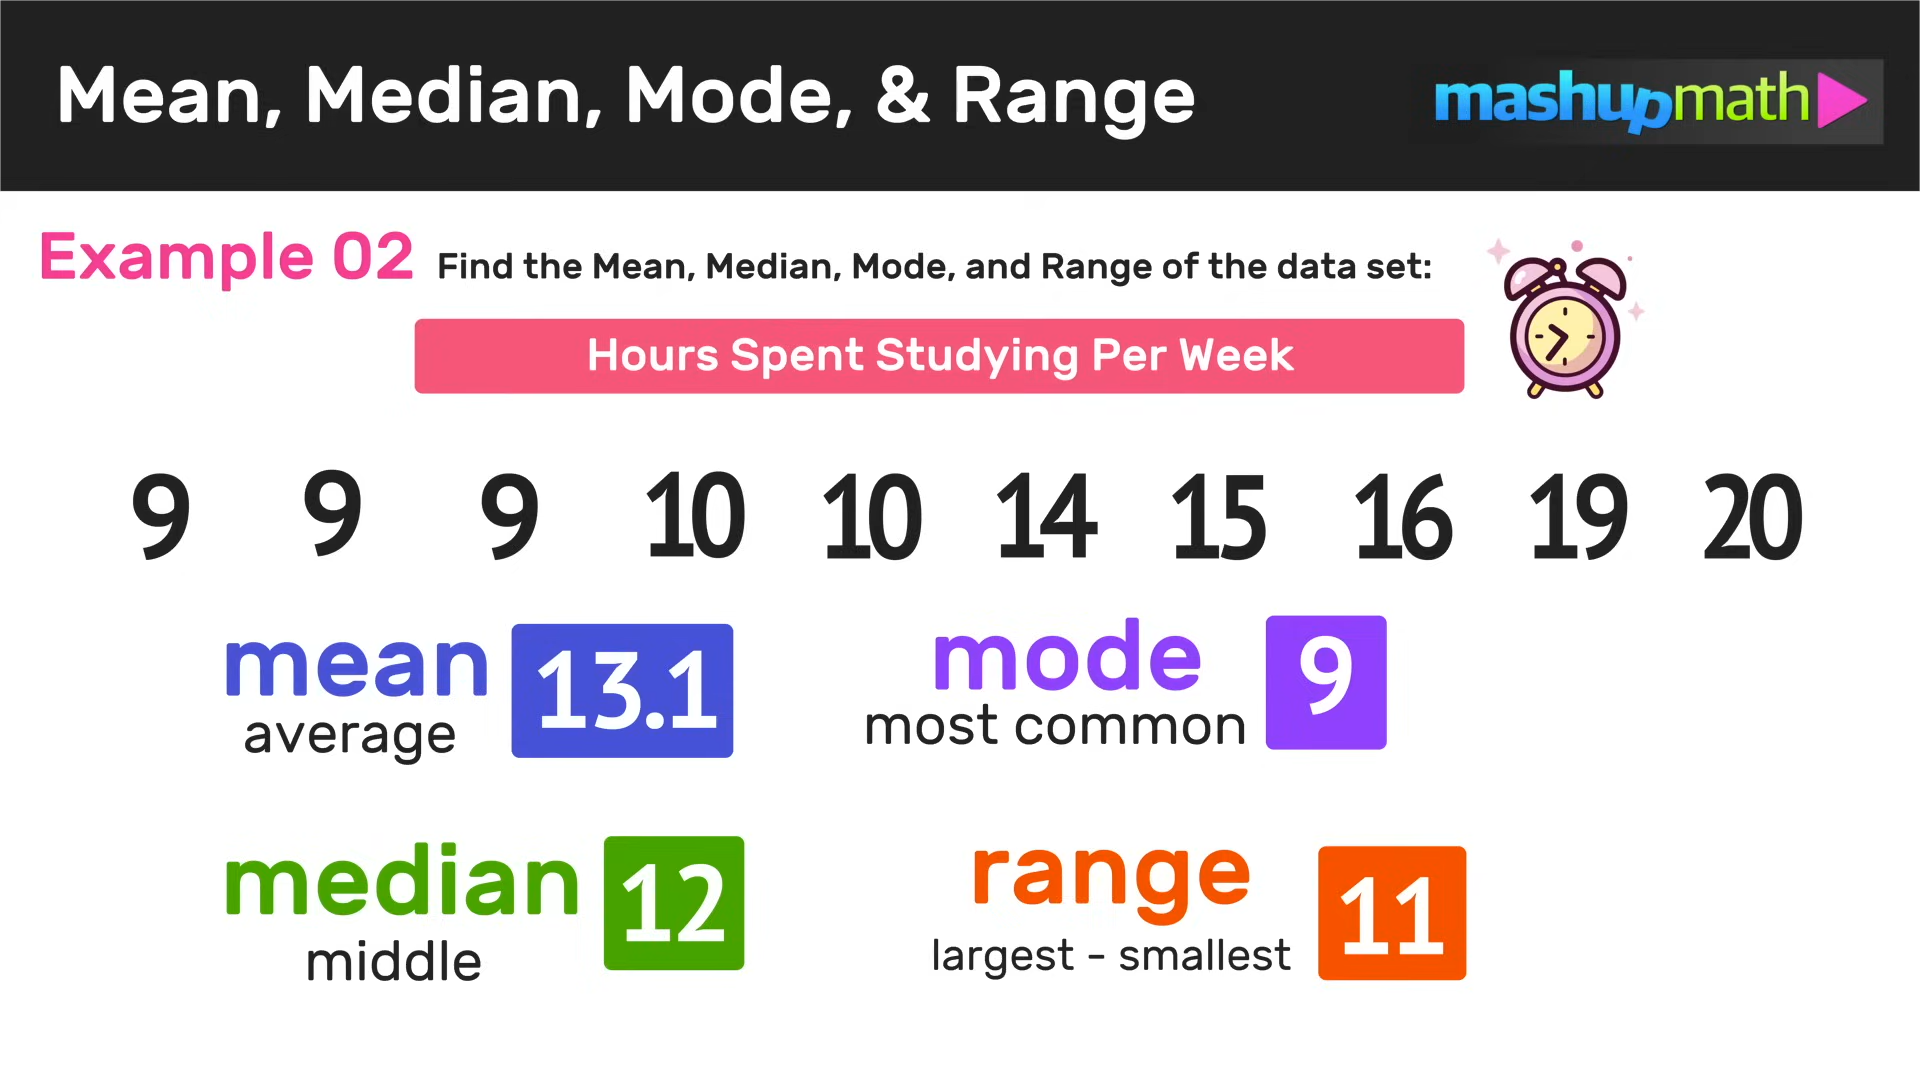 Mean, Median, Mode, & Range
mashupmath
Example 02 Find the Mean, Median, Mode, and Range of the data set:
Hours Spent Studying Per Week
9 9 9 10 10 14 15 16 19 20
mean 13.1
average
mode 9
most common
median 12
middle
range 11
largest - smallest